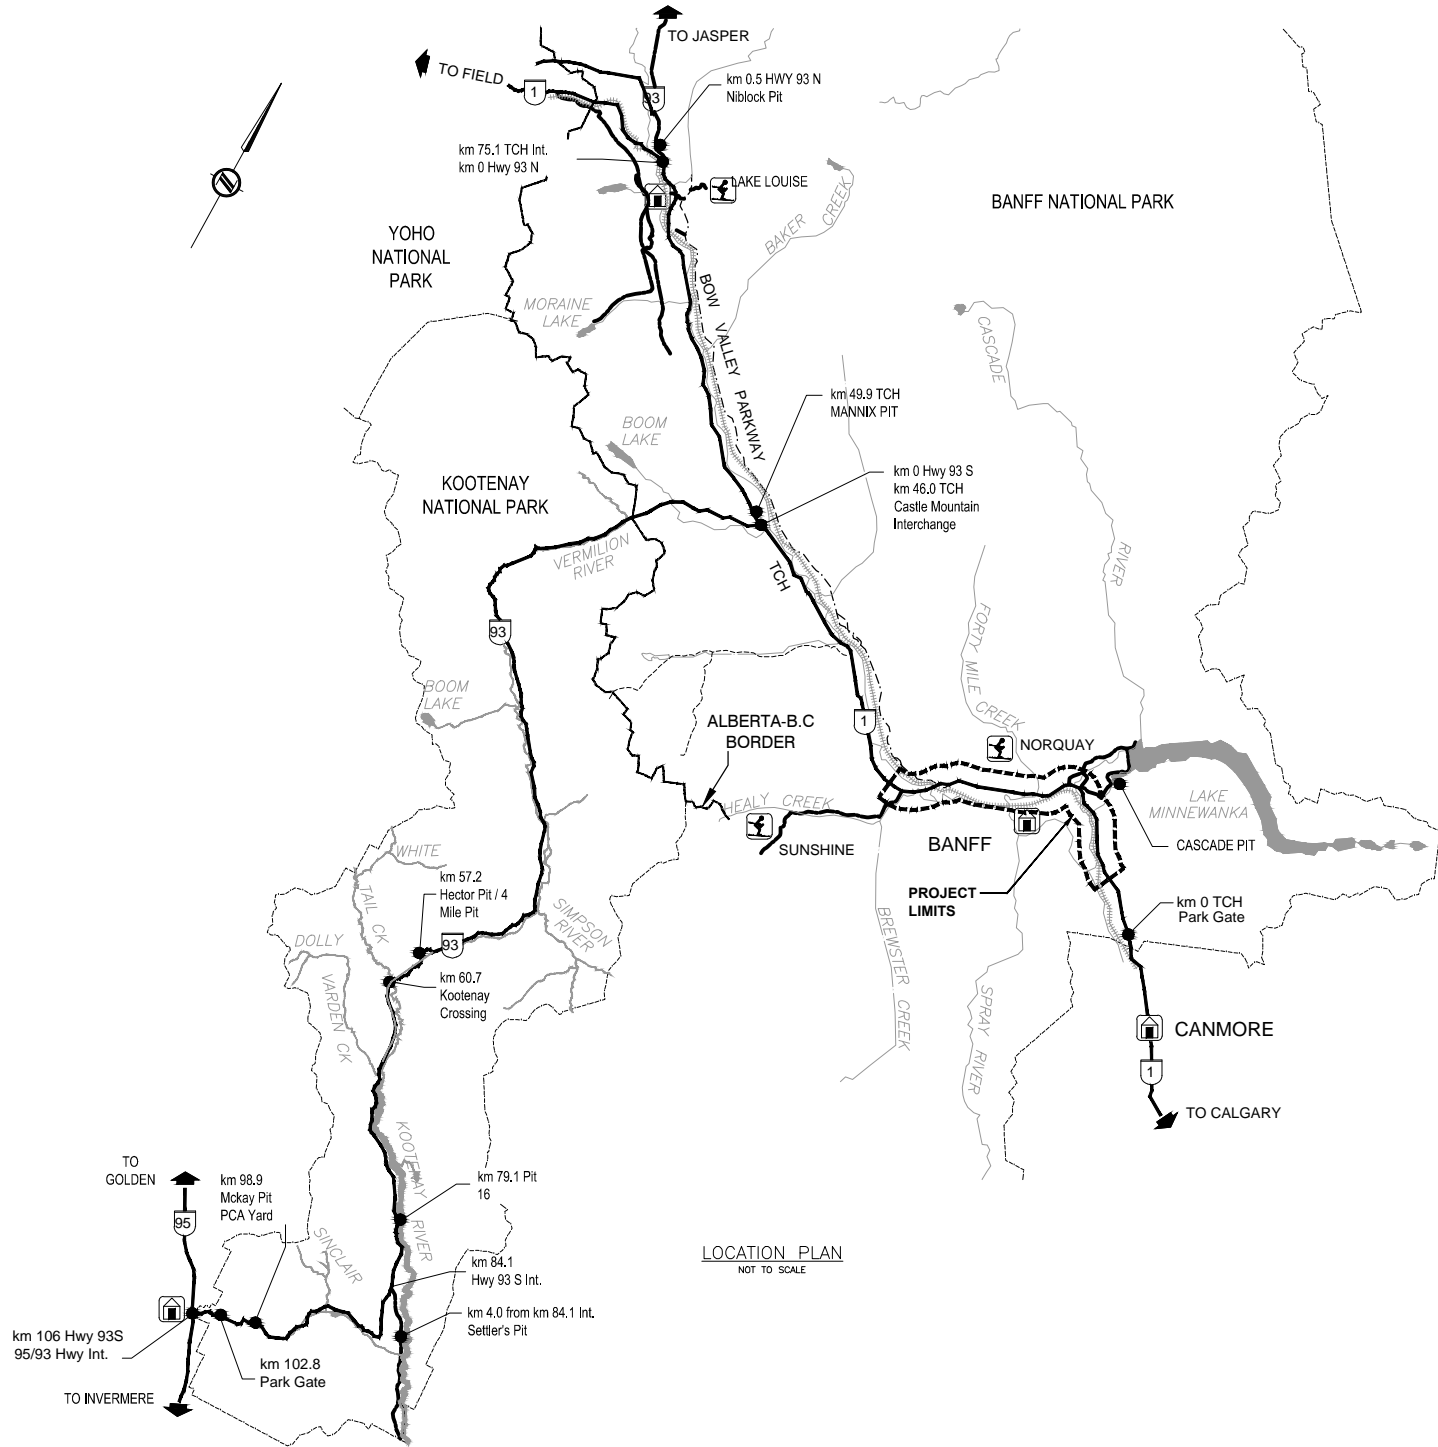 TO JASPER
TO FIELD
1
93
km 0.5 HWY 93 N
Niblock Pit
km 75.1 TCH Int.
km 0 Hwy 93 N
LAKE LOUISE
BAKER CREEK
BANFF NATIONAL PARK
YOHO
NATIONAL
PARK
MORAINE
LAKE
BOW VALLEY PARKWAY
CASCADE
RIVER
km 49.9 TCH
MANNIX PIT
BOOM
LAKE
km 0 Hwy 93 S
km 46.0 TCH
Castle Mountain
Interchange
KOOTENAY
NATIONAL PARK
VERMILION
RIVER
TCH
93
FORTY MILE CREEK
BOOM
LAKE
ALBERTA-B.C
BORDER
1
NORQUAY
HEALY CREEK
LAKE
MINNEWANKA
SUNSHINE
BANFF
CASCADE PIT
WHITE
TAIL CK
km 57.2
Hector Pit / 4
Mile Pit
PROJECT
LIMITS
km 0 TCH
Park Gate
SIMPSON
RIVER
BREWSTER CREEK
93
DOLLY
VARDEN CK
km 60.7
Kootenay
Crossing
SPRAY RIVER
CANMORE
1
TO CALGARY
KOOTENAY
RIVER
TO
GOLDEN
km 98.9
Mckay Pit
PCA Yard
km 79.1 Pit
16
95
SINCLAIR
LOCATION PLAN
NOT TO SCALE
km 84.1
Hwy 93 S Int.
km 4.0 from km 84.1 Int.
Settler's Pit
km 106 Hwy 93S
95/93 Hwy Int.
km 102.8
Park Gate
TO INVERMERE